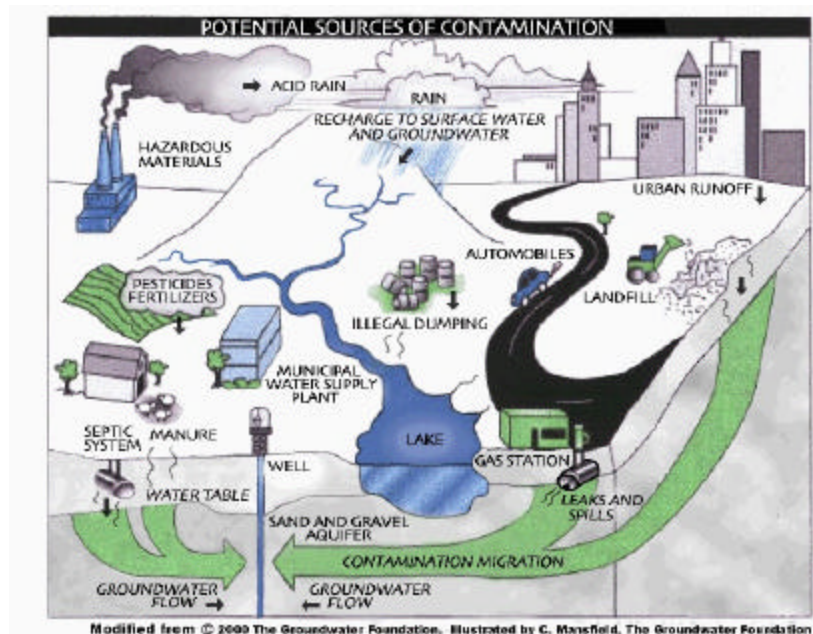 POTENTIAL SOURCES OF CONTAMINATION
ACID RAIN
RAIN
RECHARGE TO SURFACE WATER
AND GROUNDWATER
HAZARDOUS
MATERIALS
URBAN RUNOFF
AUTOMOBILES
PESTICIDES
FERTILIZERS
LANDFILL
ILLEGAL DUMPING
MUNICIPAL
WATER SUPPLY
PLANT
SEPTIC
SYSTEM
MANURE
LAKE
WELL
GAS STATION
WATER TABLE
LEAKS AND
SPILLS
SAND AND GRAVEL
AQUIFER
CONTAMINATION MIGRATION
GROUNDWATER
FLOW
GROUNDWATER
FLOW
Modified from © 2000 The Groundwater Foundation. Illustrated by C. Mansfield, The Groundwater Foundation